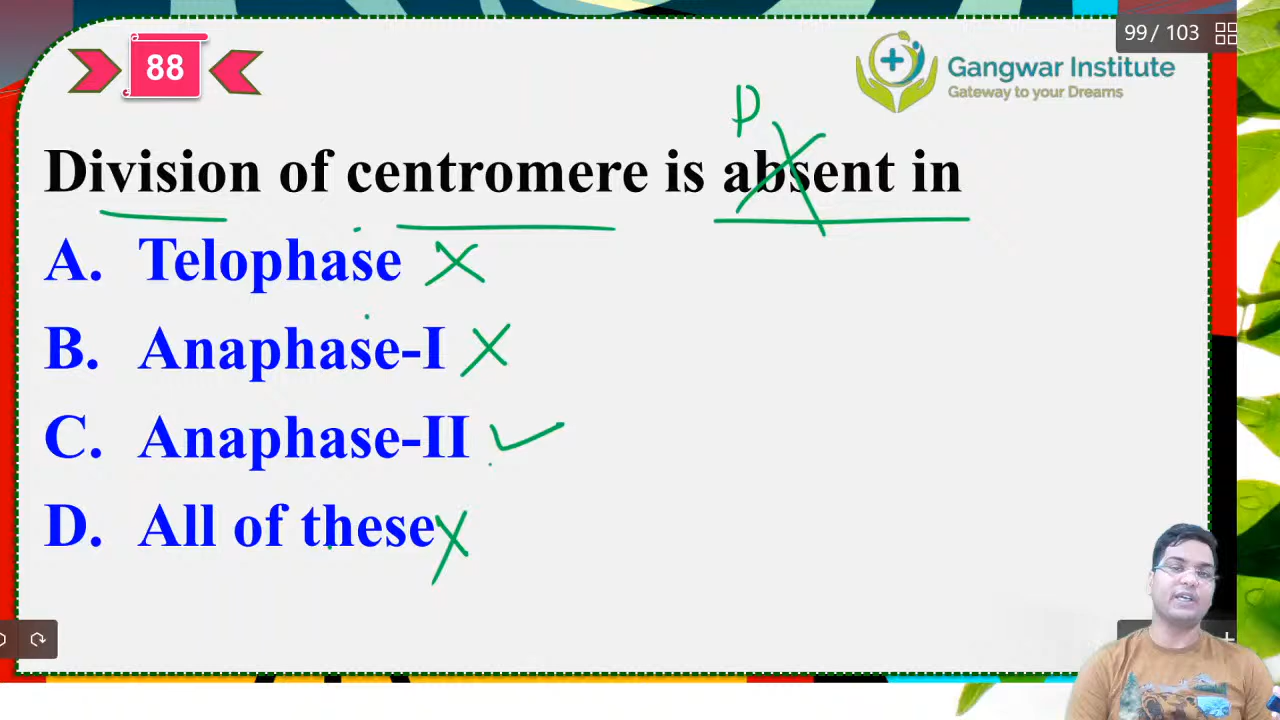 99 / 103
88
Gangwar Institute
Gateway to your Dreams
P
Division of centromere is absent in
A. Telophase
B. Anaphase-I
C. Anaphase-II
D. All of these